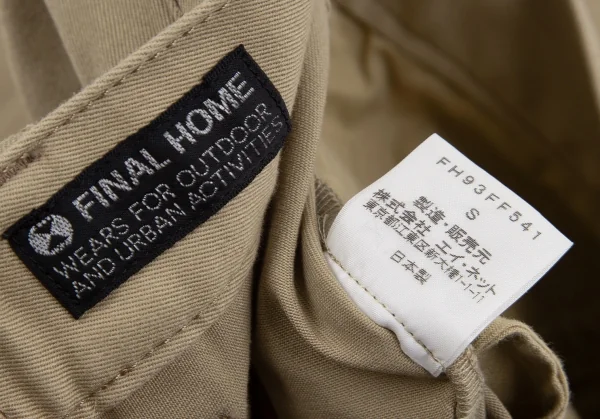 FINAL HOME
WEARS FOR OUTDOOR
AND URBAN ACTIVITIES
FH93FF541
S
製造・販売元
株式会社 エイ・ネット
東京都江東区新大橋1-1-11
日本製